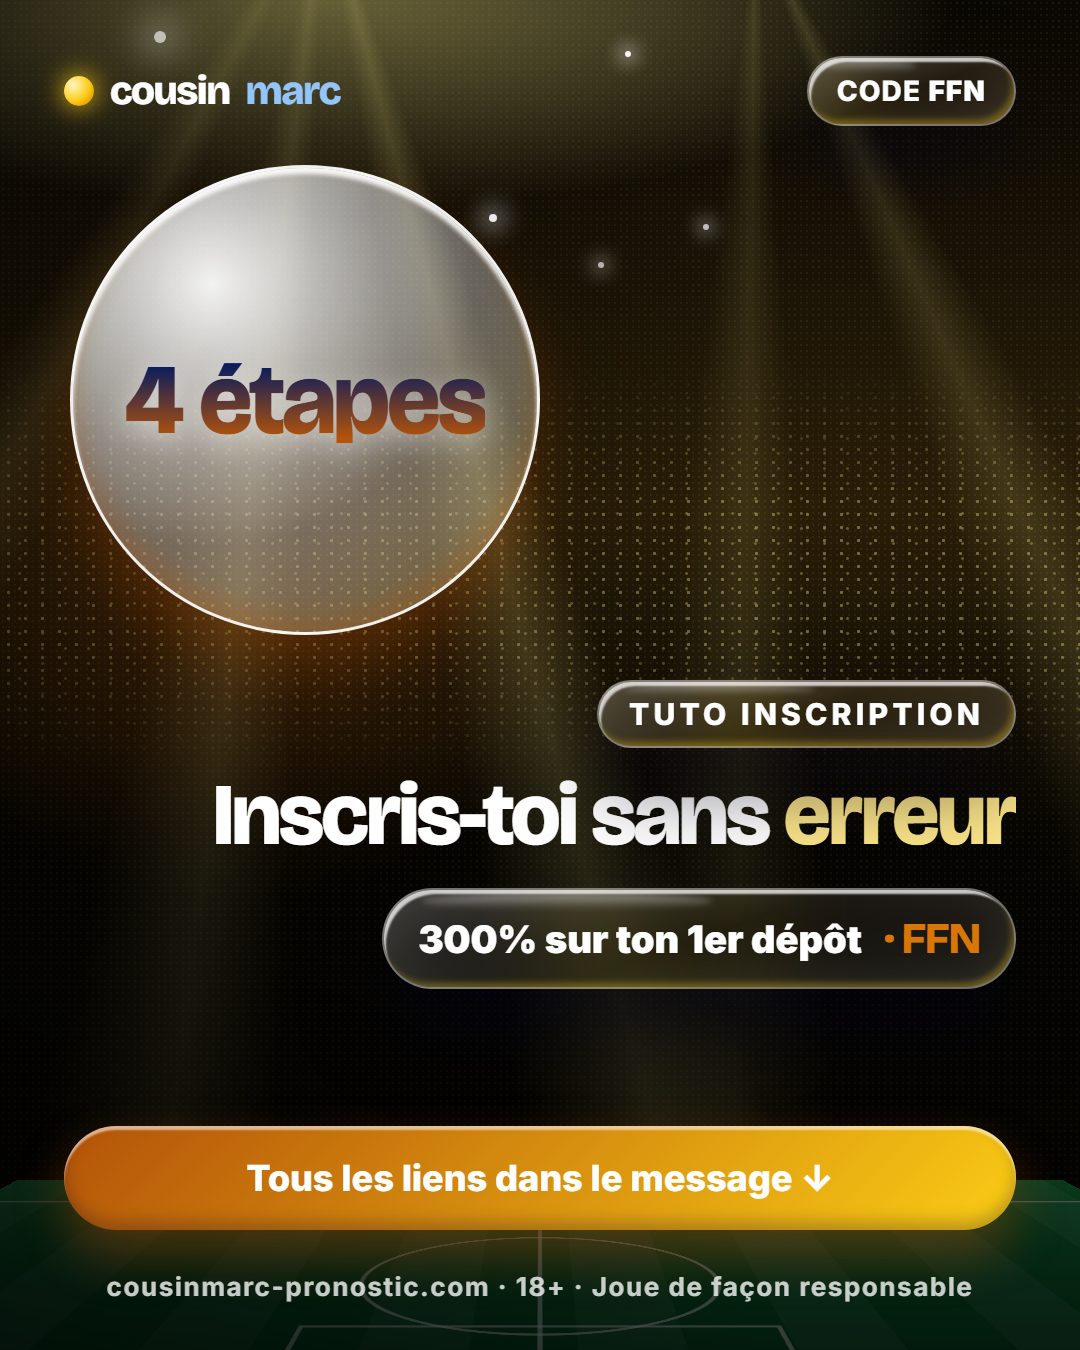 cousin marc
CODE FFN
4 étapes
TUTO INSCRIPTION
Inscris-toi sans erreur
300% sur ton 1er dépôt · FFN
Tous les liens dans le message ↓
cousinmarc-pronostic.com · 18+ · Joue de façon responsable